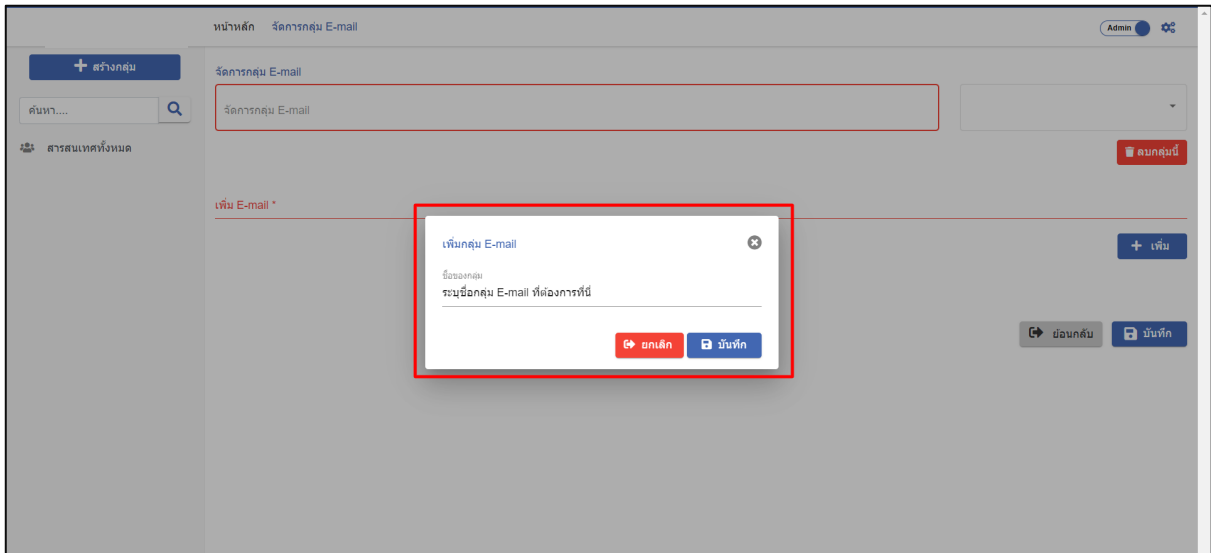 หน้าหลัก จัดการกลุ่ม E-mail
Admin
สร้างกลุ่ม
ค้นหา....
สารสนเทศทั้งหมด
จัดการกลุ่ม E-mail
จัดการกลุ่ม E-mail
ลบกลุ่มนี้
เพิ่ม E-mail *
เพิ่ม
เพิ่มกลุ่ม E-mail
ชื่อของกลุ่ม
ระบุชื่อกลุ่ม E-mail ที่ต้องการที่นี่
ยกเลิก บันทึก
ย้อนกลับ บันทึก